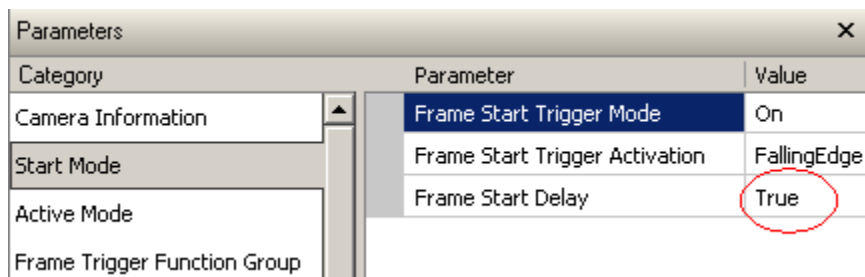 Parameters
Category Parameter Value
Camera Information Frame Start Trigger Mode On
Start Mode Frame Start Trigger Activation FallingEdge
Active Mode Frame Start Delay True
Frame Trigger Function Group